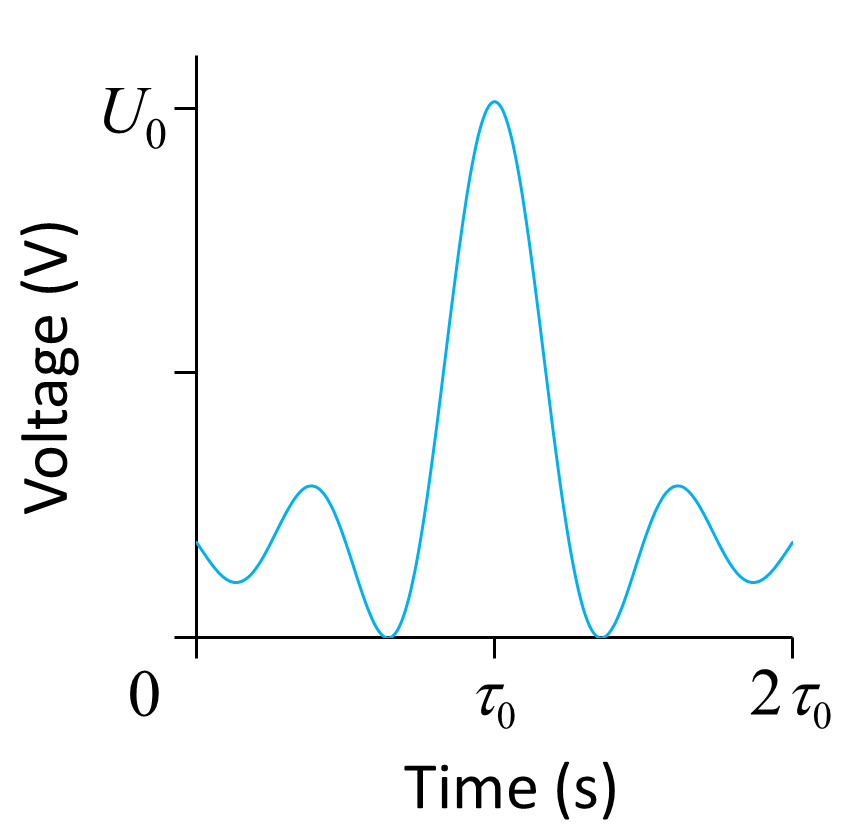 U₀
Voltage (V)
0
τ₀
2τ₀
Time (s)